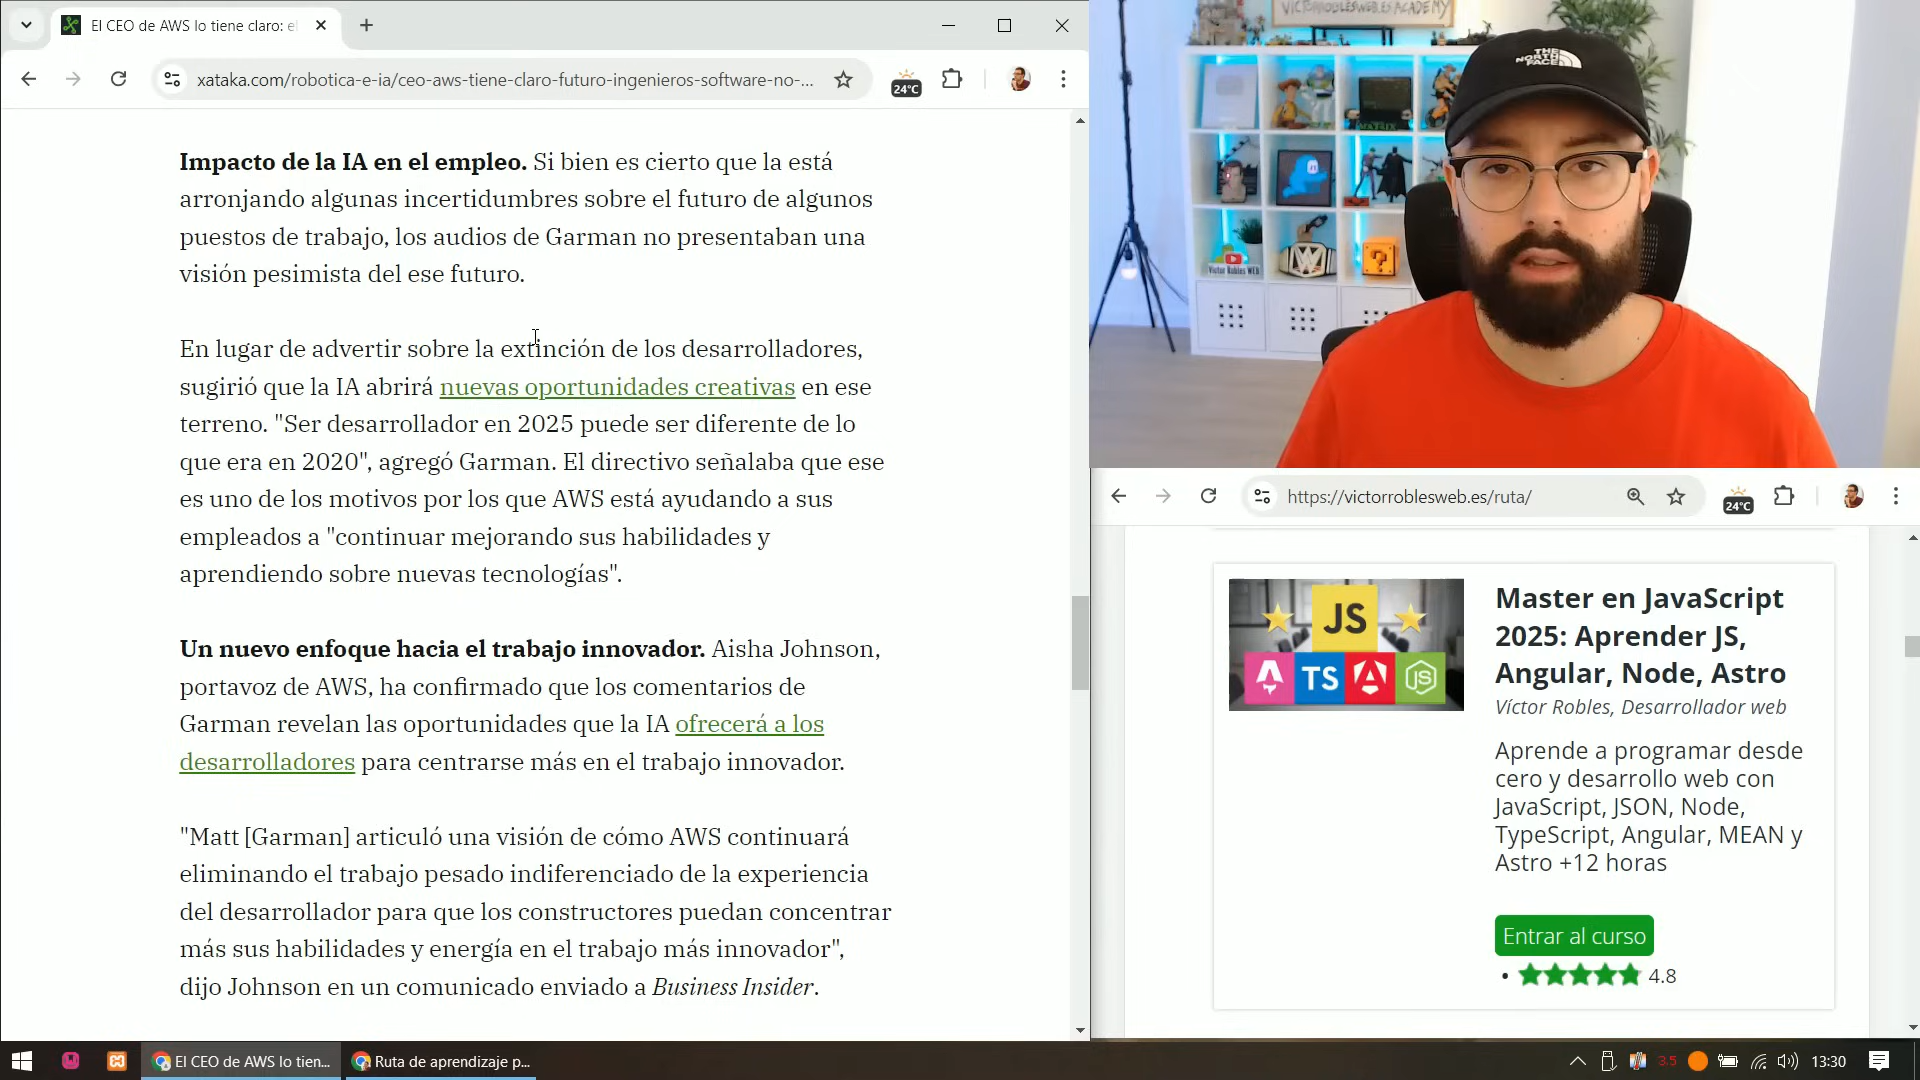 El CEO de AWS lo tiene claro: el
xataka.com/robotica-e-ia/ceo-aws-tiene-claro-futuro-ingenieros-software-no-...
24°C
Impacto de la IA en el empleo. Si bien es cierto que la está
arronjando algunas incertidumbres sobre el futuro de algunos
puestos de trabajo, los audios de Garman no presentaban una
visión pesimista del ese futuro.
En lugar de advertir sobre la extinción de los desarrolladores,
sugirió que la IA abrirá nuevas oportunidades creativas en ese
terreno. "Ser desarrollador en 2025 puede ser diferente de lo
que era en 2020", agregó Garman. El directivo señalaba que ese
es uno de los motivos por los que AWS está ayudando a sus
empleados a "continuar mejorando sus habilidades y
aprendiendo sobre nuevas tecnologías".
Un nuevo enfoque hacia el trabajo innovador. Aisha Johnson,
portavoz de AWS, ha confirmado que los comentarios de
Garman revelan las oportunidades que la IA ofrecerá a los
desarrolladores para centrarse más en el trabajo innovador.
"Matt [Garman] articuló una visión de cómo AWS continuará
eliminando el trabajo pesado indiferenciado de la experiencia
del desarrollador para que los constructores puedan concentrar
más sus habilidades y energía en el trabajo más innovador",
dijo Johnson en un comunicado enviado a Business Insider.
VICTORROBLESWEB.ES ACADEMY
THE
NORTH
FACE
Victor Robles WEB
W
?
https://victorroblesweb.es/ruta/
24°C
JS
TS
JS
Master en JavaScript
2025: Aprender JS,
Angular, Node, Astro
Víctor Robles, Desarrollador web
Aprende a programar desde
cero y desarrollo web con
JavaScript, JSON, Node,
TypeScript, Angular, MEAN y
Astro +12 horas
Entrar al curso
4.8
El CEO de AWS lo tien...
Ruta de aprendizaje p...
3.5
13:30